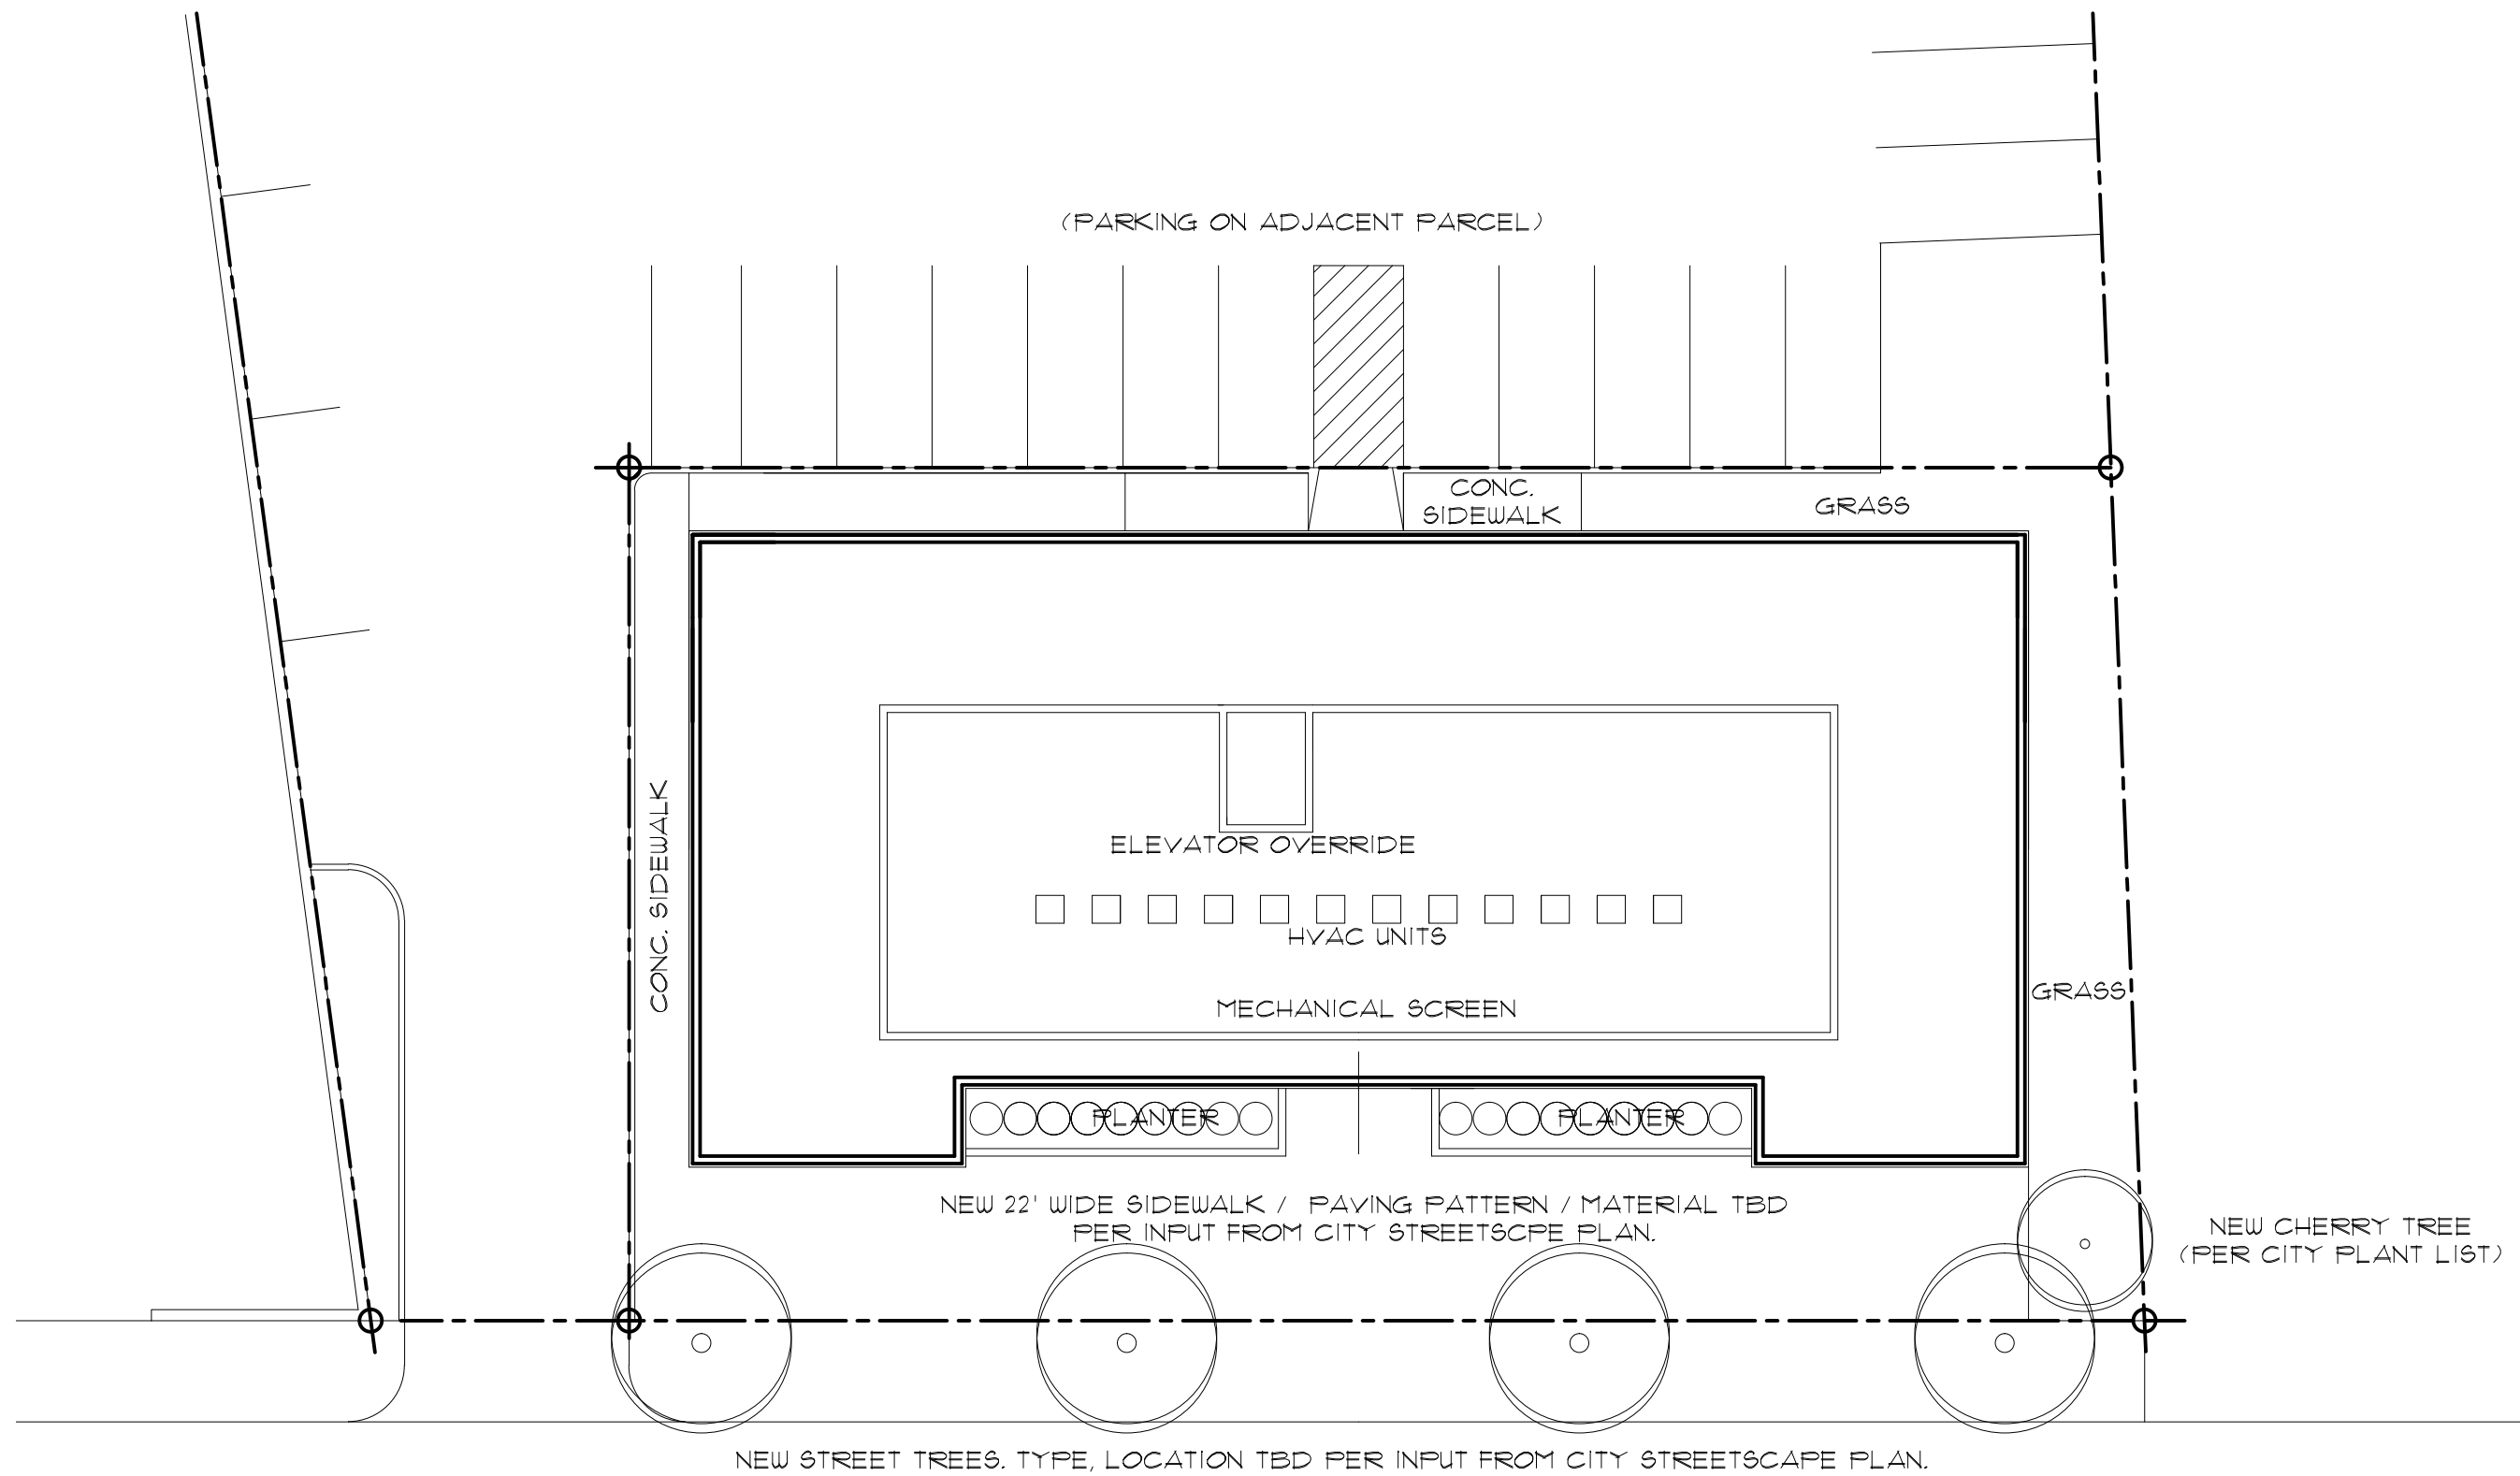 (PARKING ON ADJACENT PARCEL)
CONC.
SIDEWALK
GRASS
CONC. SIDEWALK
ELEVATOR OVERRIDE
HVAC UNITS
MECHANICAL SCREEN
GRASS
PLANTER
PLANTER
NEW 22' WIDE SIDEWALK / PAVING PATTERN / MATERIAL TBD
PER INPUT FROM CITY STREETSCPE PLAN.
NEW CHERRY TREE
(PER CITY PLANT LIST)
NEW STREET TREES. TYPE, LOCATION TBD PER INPUT FROM CITY STREETSCAPE PLAN.